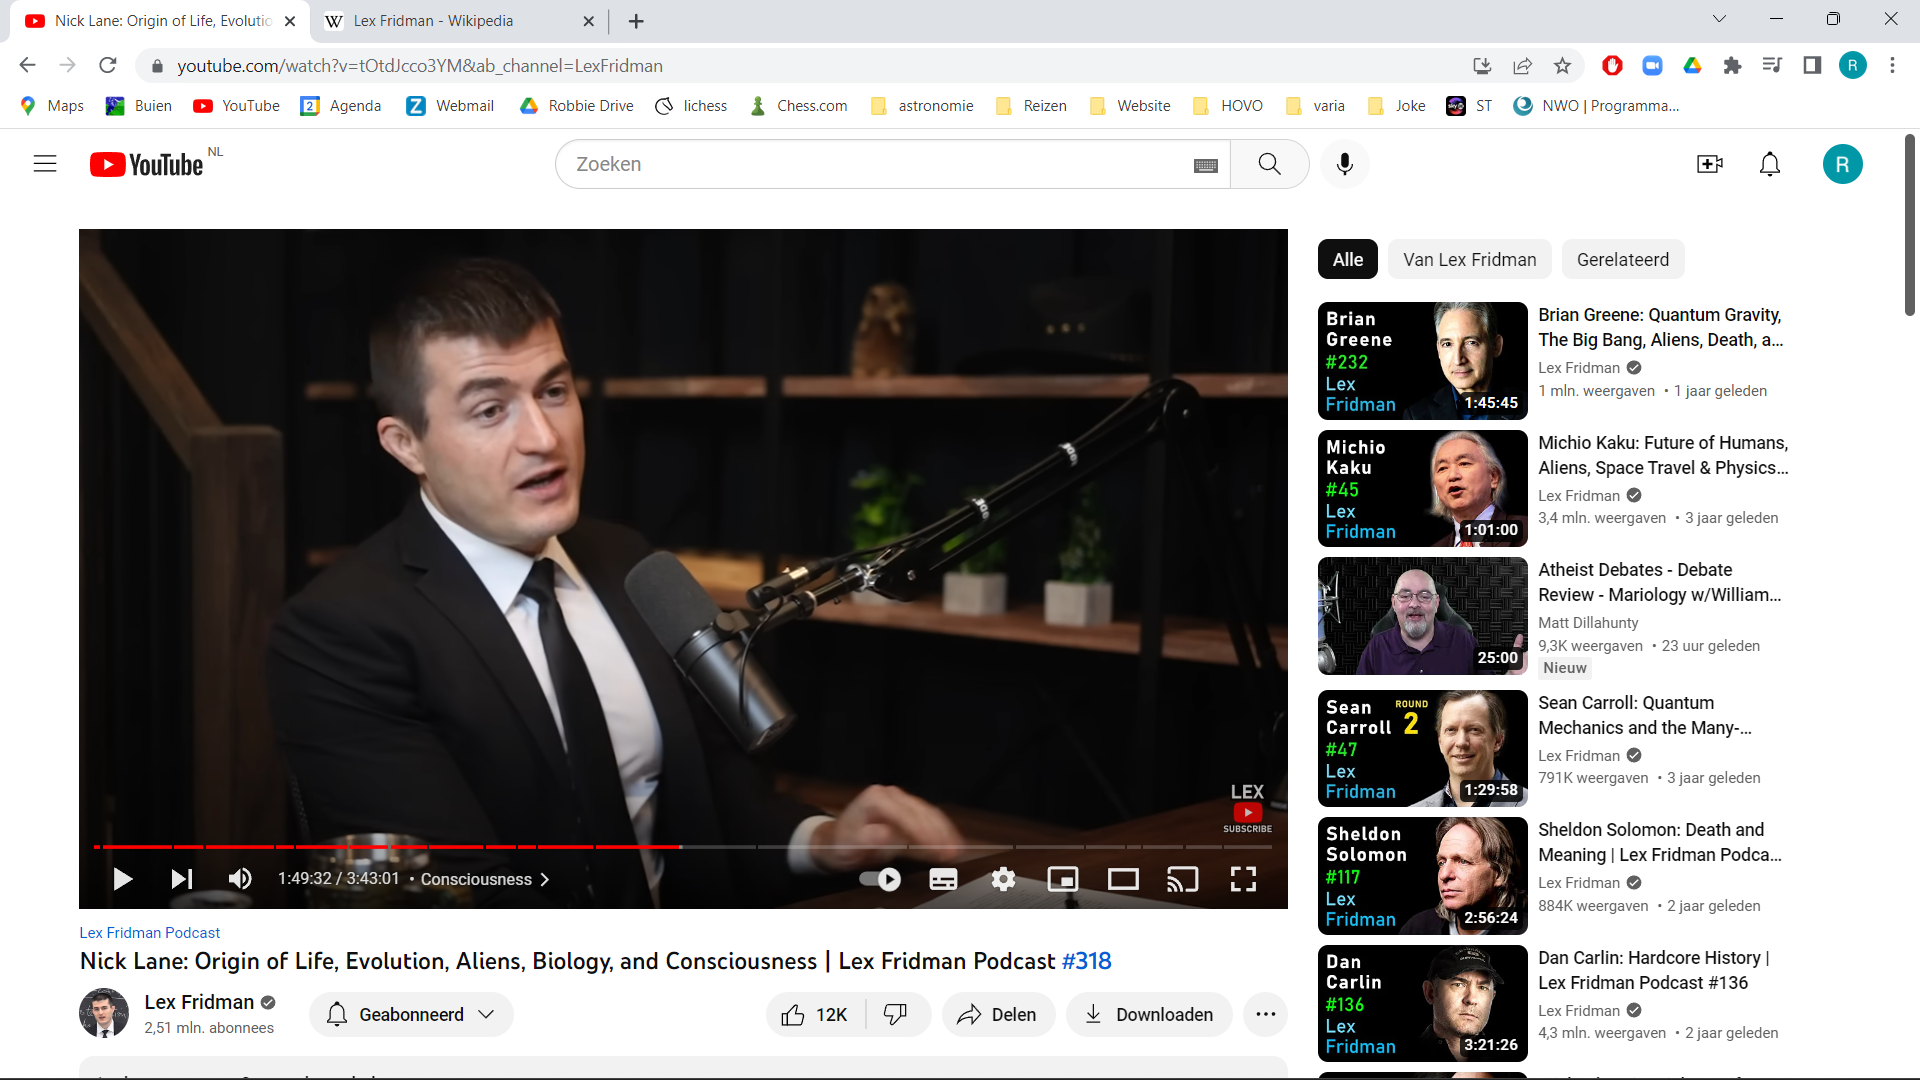 Nick Lane: Origin of Life, Evolutio
Lex Fridman - Wikipedia
youtube.com/watch?v=tOtdJcco3YM&ab_channel=LexFridman
R
Maps
Buien
YouTube
Agenda
Webmail
Robbie Drive
lichess
Chess.com
astronomie
Reizen
Website
HOVO
varia
Joke
ST
NWO | Programma...
YouTube NL
Zoeken
R
Alle
Van Lex Fridman
Gerelateerd
LEX
SUBSCRIBE
1:49:32 / 3:43:01 • Consciousness
Lex Fridman Podcast
Nick Lane: Origin of Life, Evolution, Aliens, Biology, and Consciousness | Lex Fridman Podcast #318
Lex Fridman
2,51 mln. abonnees
Geabonneerd
12K
Delen
Downloaden
Brian
Greene
#232
Lex
Fridman
1:45:45
Brian Greene: Quantum Gravity,
The Big Bang, Aliens, Death, a...
Lex Fridman
1 mln. weergaven • 1 jaar geleden
Michio
Kaku
#45
Lex
Fridman
1:01:00
Michio Kaku: Future of Humans,
Aliens, Space Travel & Physics...
Lex Fridman
3,4 mln. weergaven • 3 jaar geleden
25:00
Atheist Debates - Debate
Review - Mariology w/William...
Matt Dillahunty
9,3K weergaven • 23 uur geleden
Nieuw
Sean
Carroll
ROUND
2
#47
Lex
Fridman
1:29:58
Sean Carroll: Quantum
Mechanics and the Many-...
Lex Fridman
791K weergaven • 3 jaar geleden
Sheldon
Solomon
#117
Lex
Fridman
2:56:24
Sheldon Solomon: Death and
Meaning | Lex Fridman Podca...
Lex Fridman
884K weergaven • 2 jaar geleden
Dan
Carlin
#136
Lex
Fridman
3:21:26
Dan Carlin: Hardcore History |
Lex Fridman Podcast #136
Lex Fridman
4,3 mln. weergaven • 2 jaar geleden